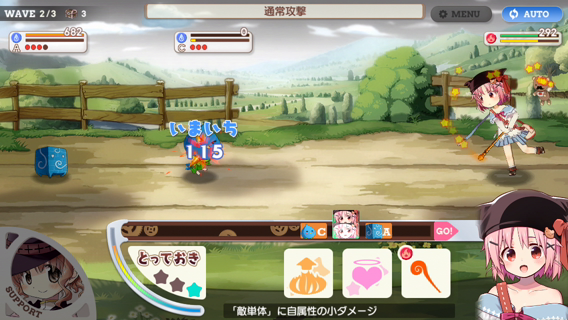 WAVE 2/3
3
通常攻撃
MENU
AUTO
682
A
0
C
292
いまいち
115
C
A
GO!
とっておき
SUPPORT
「敵単体」に自属性の小ダメージ